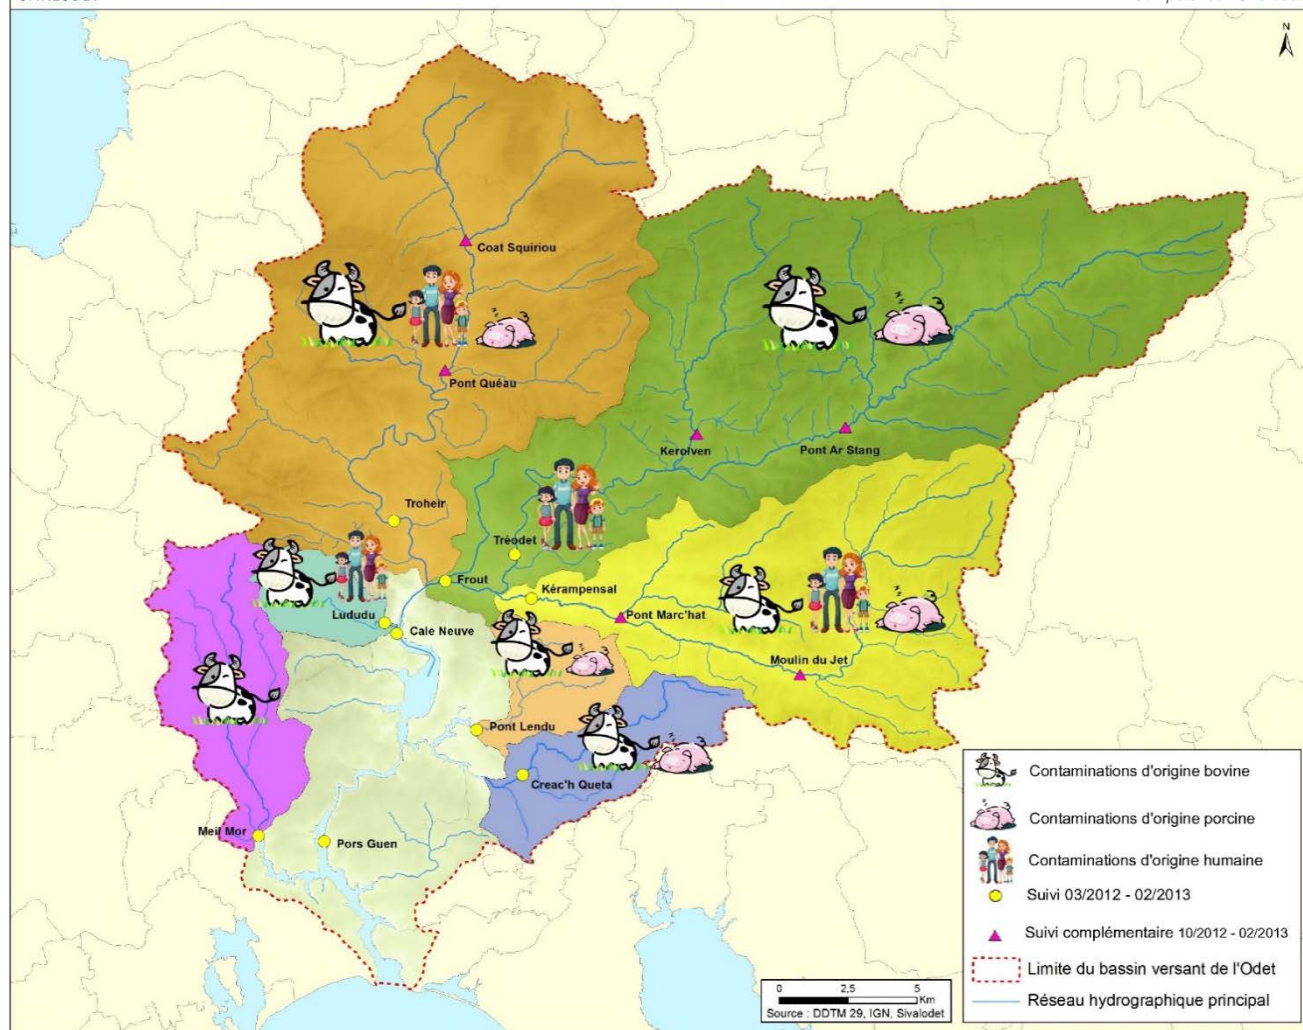 N
Coat Squiriou
Pont Quéau
Kerolven
Pont Ar Stang
Troheir
Tréodet
Frout
Kérampensal
Lududu
Pont Marc'hat
Cale Neuve
Moulin du Jet
Pont Lendu
Creac'h Queta
Meil Mor
Pors Guen
Contaminations d'origine bovine
Contaminations d'origine porcine
Contaminations d'origine humaine
Suivi 03/2012 - 02/2013
Suivi complémentaire 10/2012 - 02/2013
Limite du bassin versant de l'Odet
Réseau hydrographique principal
0 2,5 5
Km
Source : DDTM 29, IGN, Sivalodet